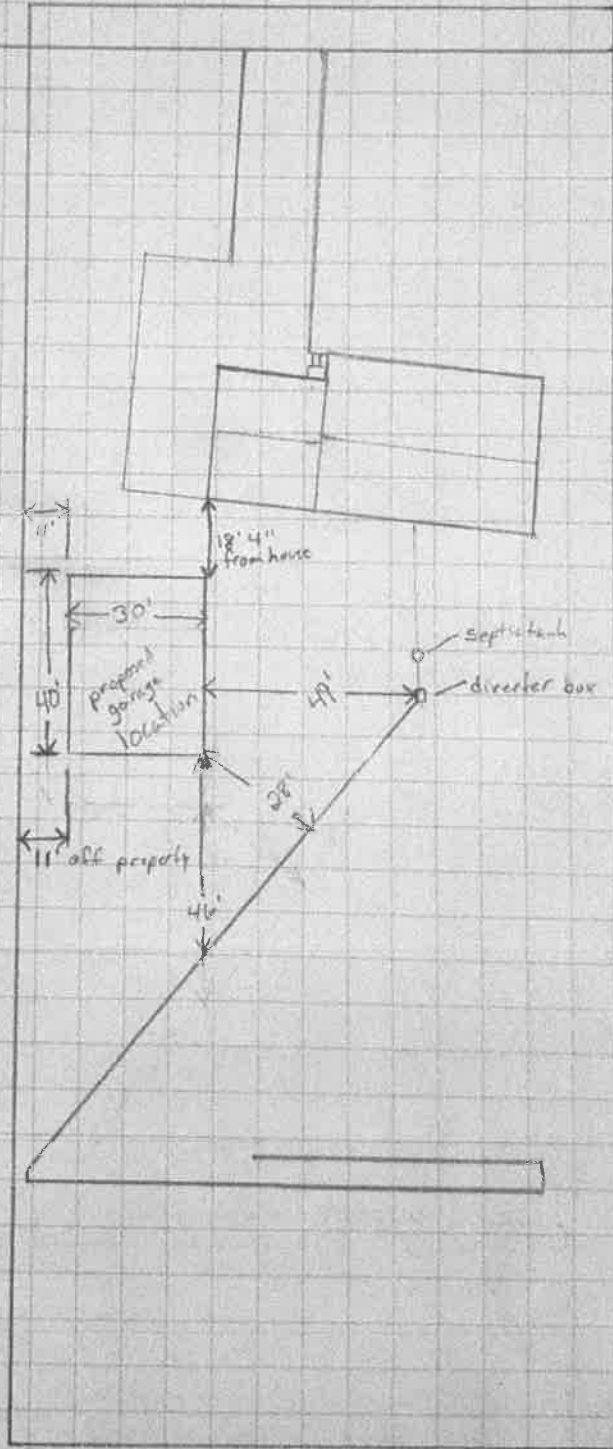 11'
18' 4"
from house
30'
40'
proposed
garage
location
septic tank
49'
diverter box
28'
11' off property
46'